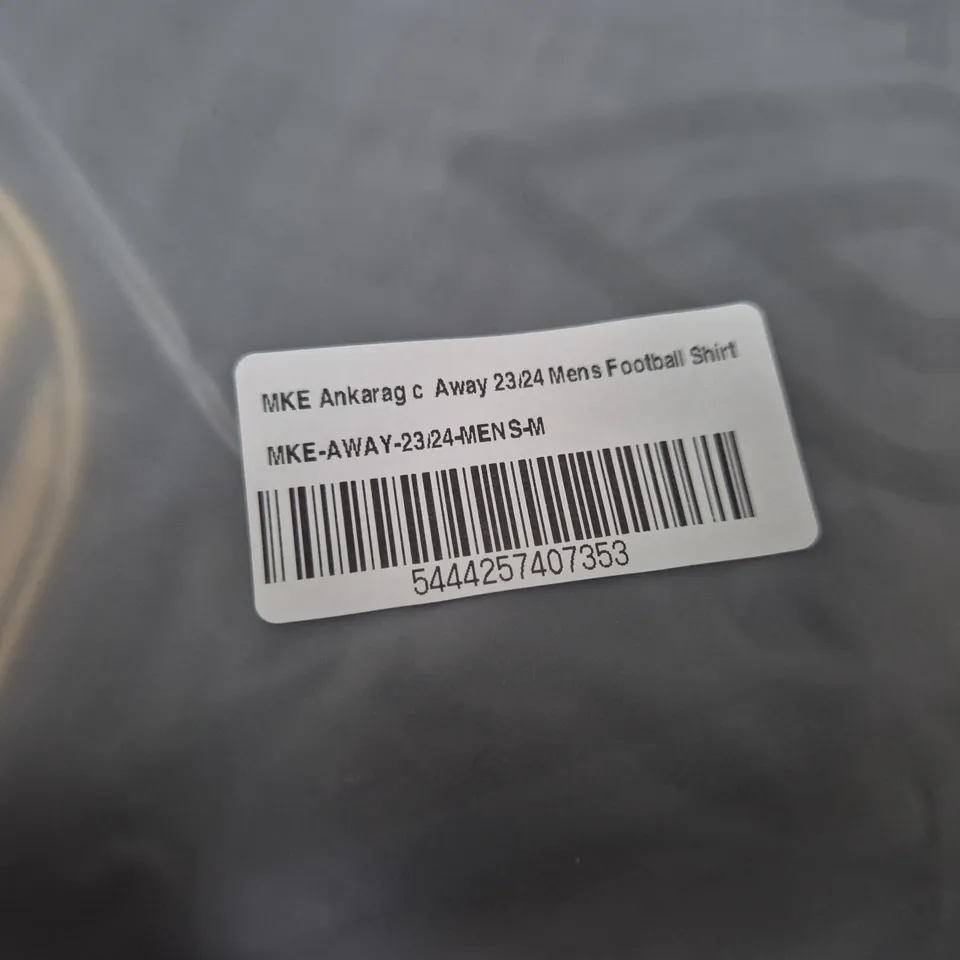 MKE Ankarag c Away 23/24 Mens Football Shirt
MKE-AWAY-23/24-MENS-M
5444257407353